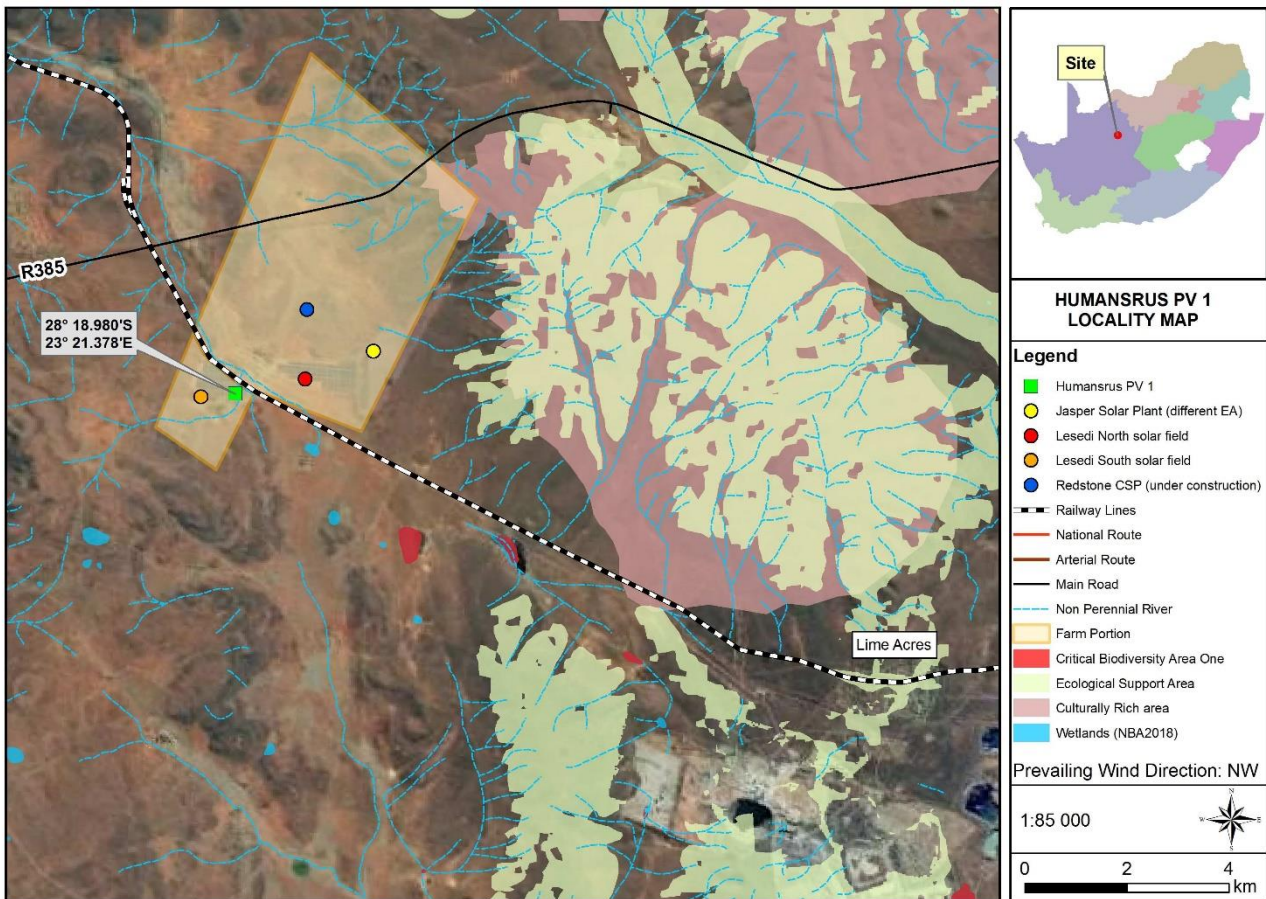 R385
28° 18.980'S
23° 21.378'E
Lime Acres
Site
HUMANSRUS PV 1
LOCALITY MAP
Legend
Humansrus PV 1
Jasper Solar Plant (different EA)
Lesedi North solar field
Lesedi South solar field
Redstone CSP (under construction)
Railway Lines
National Route
Arterial Route
Main Road
Non Perennial River
Farm Portion
Critical Biodiversity Area One
Ecological Support Area
Culturally Rich area
Wetlands (NBA2018)
Prevailing Wind Direction: NW
1:85 000
N
W E
S
0 2 4
km